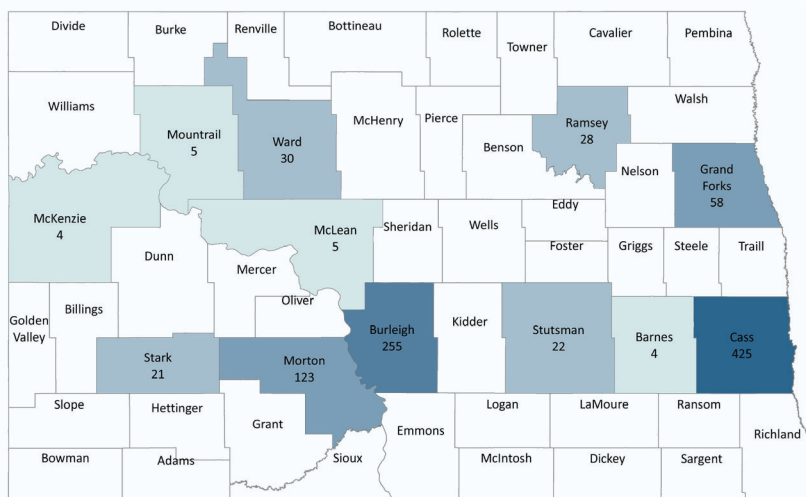 Divide
Burke
Renville
Bottineau
Rolette
Towner
Cavalier
Pembina
Williams
Mountrail
5
Ward
30
McHenry
Pierce
Benson
Ramsey
28
Walsh
Nelson
Grand
Forks
58
McKenzie
4
Dunn
Mercer
McLean
5
Sheridan
Wells
Eddy
Foster
Griggs
Steele
Traill
Golden
Valley
Billings
Oliver
Stark
21
Morton
123
Burleigh
255
Kidder
Stutsman
22
Barnes
4
Cass
425
Slope
Hettinger
Grant
Emmons
Logan
LaMoure
Ransom
Richland
Bowman
Adams
Sioux
McIntosh
Dickey
Sargent